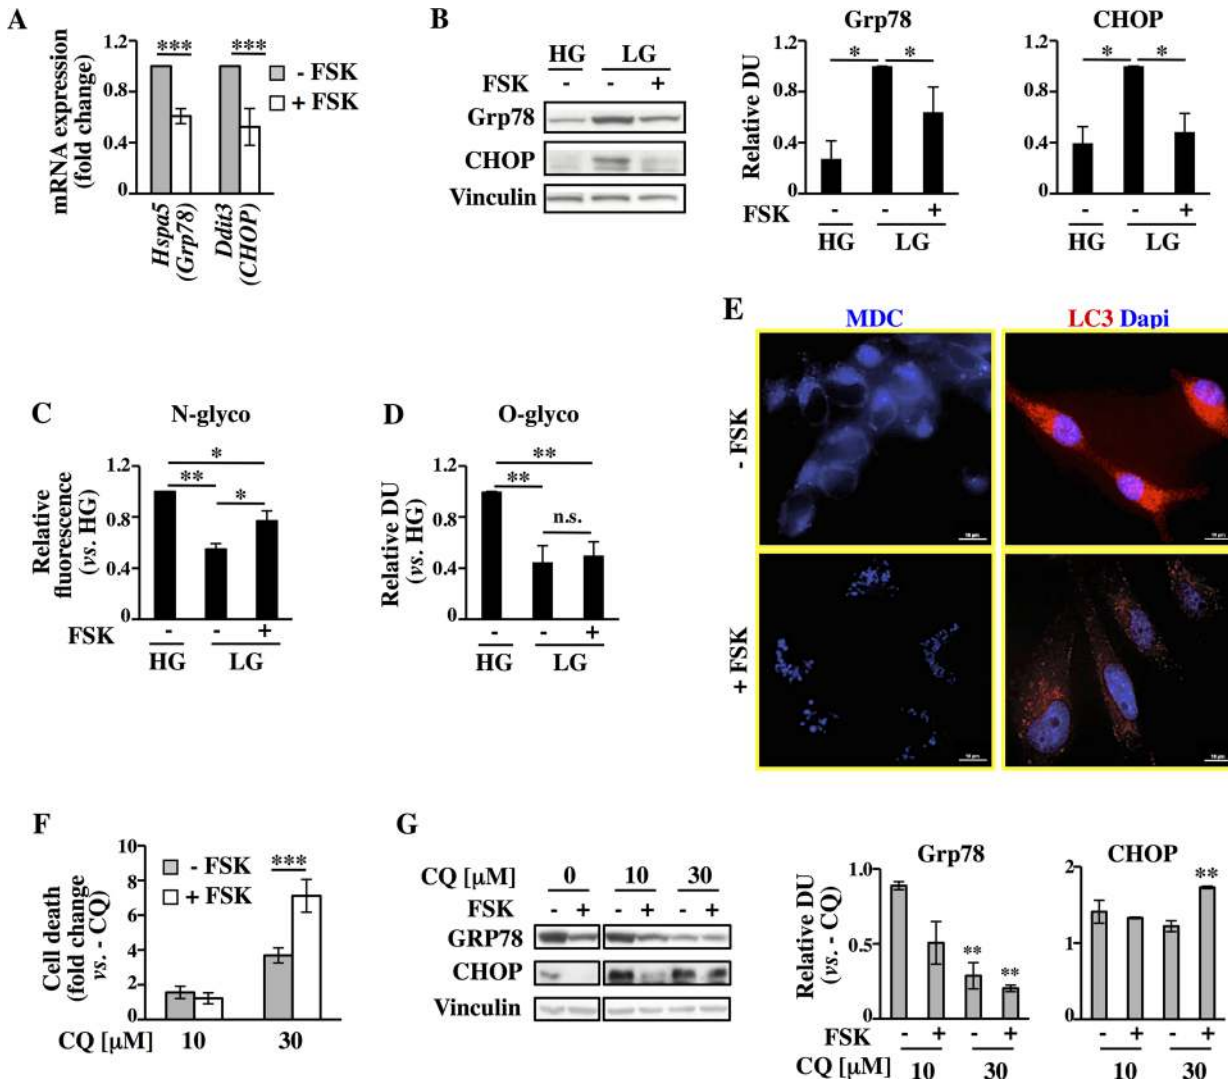 A
mRNA expression
(fold change)
1.2
0.8
0.4
0
***
***
- FSK
+ FSK
Hspa5
(Grp78)
Ddit3
(CHOP)
B
HG
LG
FSK
-
-
+
Grp78
CHOP
Vinculin
Grp78
Relative DU
1.2
0.8
0.4
0
*
*
FSK
-
-
+
HG
LG
CHOP
1.2
0.8
0.4
0
*
*
-
-
+
HG
LG
C
N-glyco
Relative
fluorescence
(vs. HG)
1.2
0.8
0.4
0
*
**
*
FSK
-
-
+
HG
LG
D
O-glyco
Relative DU
(vs. HG)
1.2
0.8
0.4
0
**
**
n.s.
-
-
+
HG
LG
E
MDC
LC3 Dapi
- FSK
+ FSK
F
Cell death
(fold change
vs. - CQ)
10
8
6
4
2
0
- FSK
+ FSK
***
CQ [µM]
10
30
G
CQ [µM]
0
10
30
FSK
-
+
-
+
-
+
GRP78
CHOP
Vinculin
Grp78
Relative DU
(vs. - CQ)
1
0.5
0
**
**
FSK
-
+
-
+
CQ [µM]
10
30
CHOP
2
1
0
**
-
+
-
+
10
30